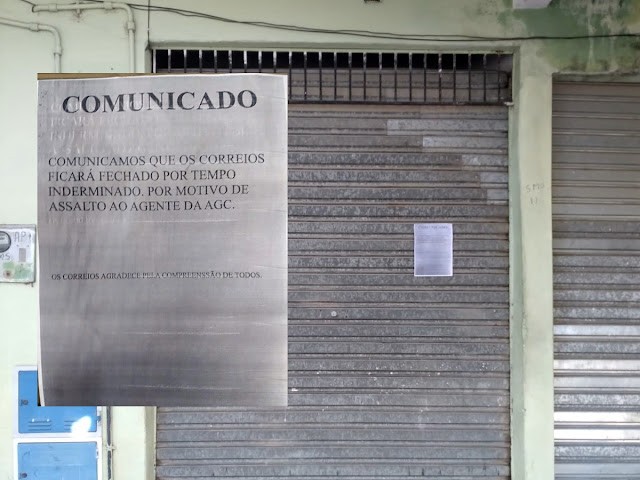 COMUNICADO
COMUNICAMOS QUE OS CORREIOS
FICARÁ FECHADO POR TEMPO
INDERMINADO. POR MOTIVO DE
ASSALTO AO AGENTE DA AGC.
OS CORREIOS AGRADECE PELA COMPREENSSÃO DE TODOS.